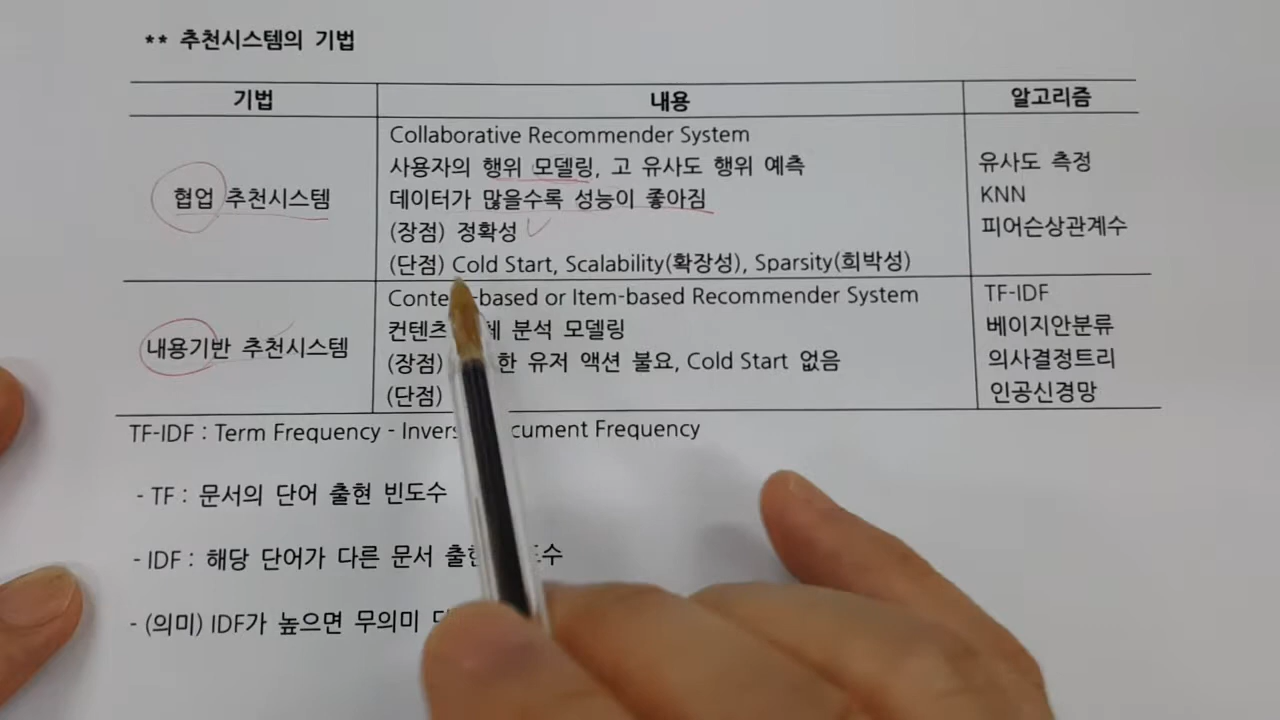 ** 추천시스템의 기법
기법 내용 알고리즘
협업 추천시스템
Collaborative Recommender System
사용자의 행위 모델링, 고 유사도 행위 예측
데이터가 많을수록 성능이 좋아짐
(장점) 정확성
(단점) Cold Start, Scalability(확장성), Sparsity(희박성)
유사도 측정
KNN
피어슨상관계수
내용기반 추천시스템
-based or Item-based Recommender System
컨텐츠 분석 모델링
(장점) 유저 액션 불요, Cold Start 없음
(단점)
TF-IDF
베이지안분류
의사결정트리
인공신경망
TF-IDF : Term Frequency - Frequency
- TF : 문서의 단어 출현 빈도수
- IDF : 해당 단어가 다른 문서
- (의미) IDF가 높으면 무의미